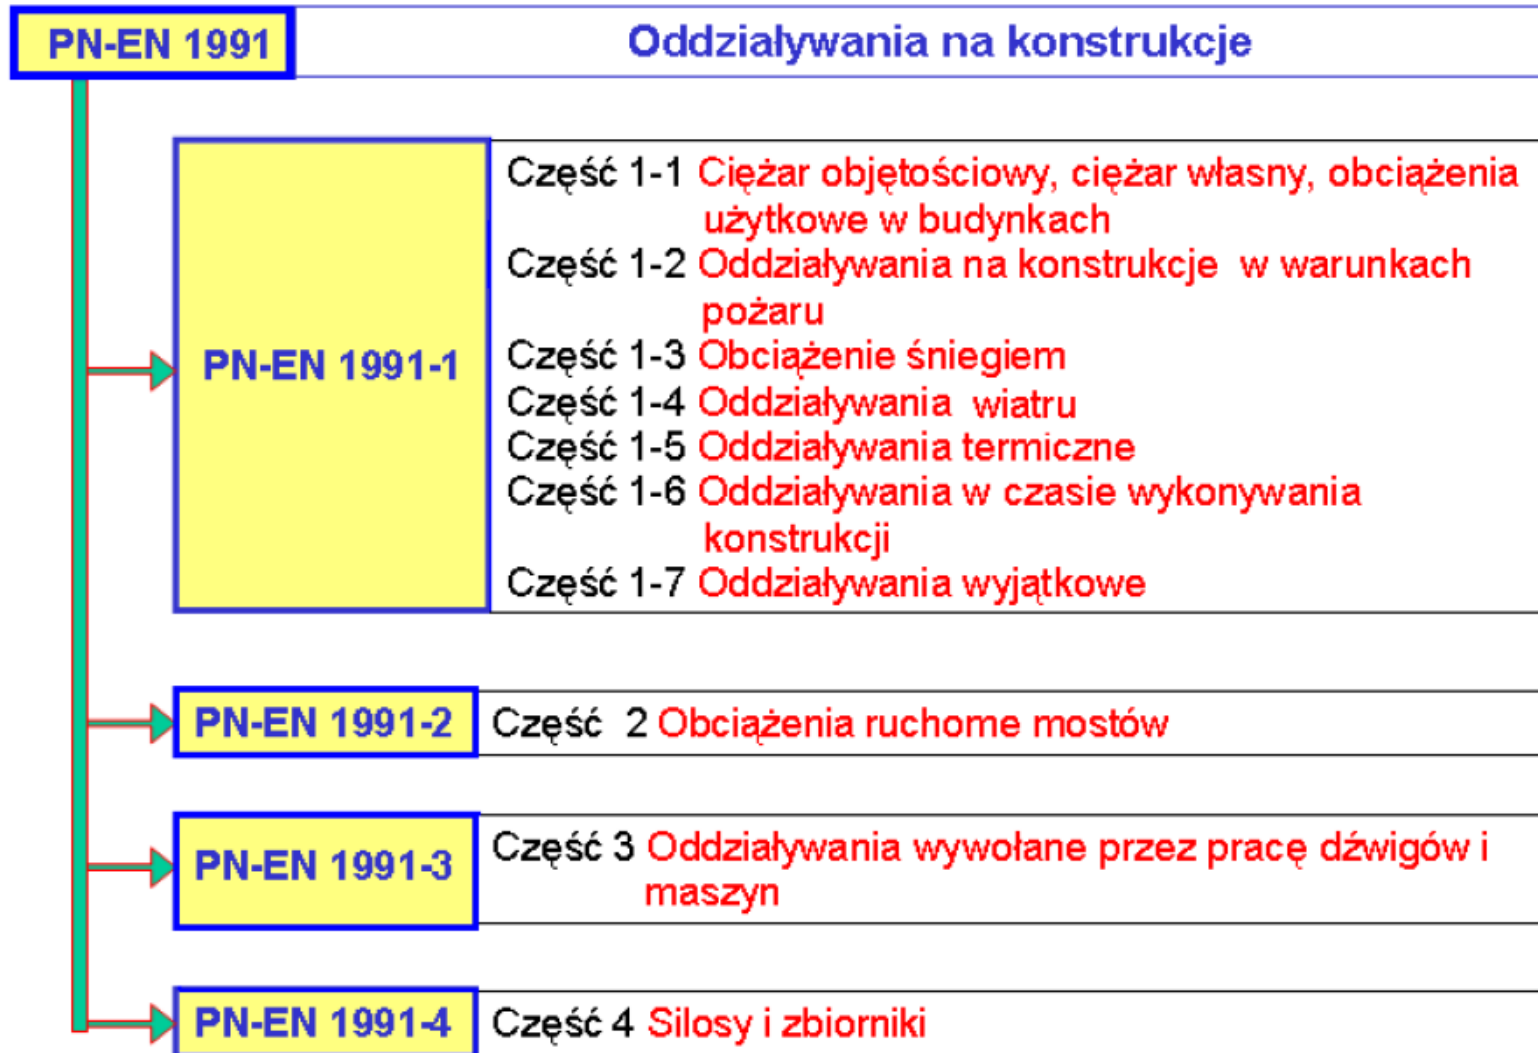 PN-EN 1991 Oddziaływania na konstrukcje
PN-EN 1991-1
Część 1-1 Ciężar objętościowy, ciężar własny, obciążenia
użytkowe w budynkach
Część 1-2 Oddziaływania na konstrukcje w warunkach
pożaru
Część 1-3 Obciążenie śniegiem
Część 1-4 Oddziaływania wiatru
Część 1-5 Oddziaływania termiczne
Część 1-6 Oddziaływania w czasie wykonywania
konstrukcji
Część 1-7 Oddziaływania wyjątkowe
PN-EN 1991-2 Część 2 Obciążenia ruchome mostów
PN-EN 1991-3 Część 3 Oddziaływania wywołane przez pracę dźwigów i
maszyn
PN-EN 1991-4 Część 4 Silosy i zbiorniki